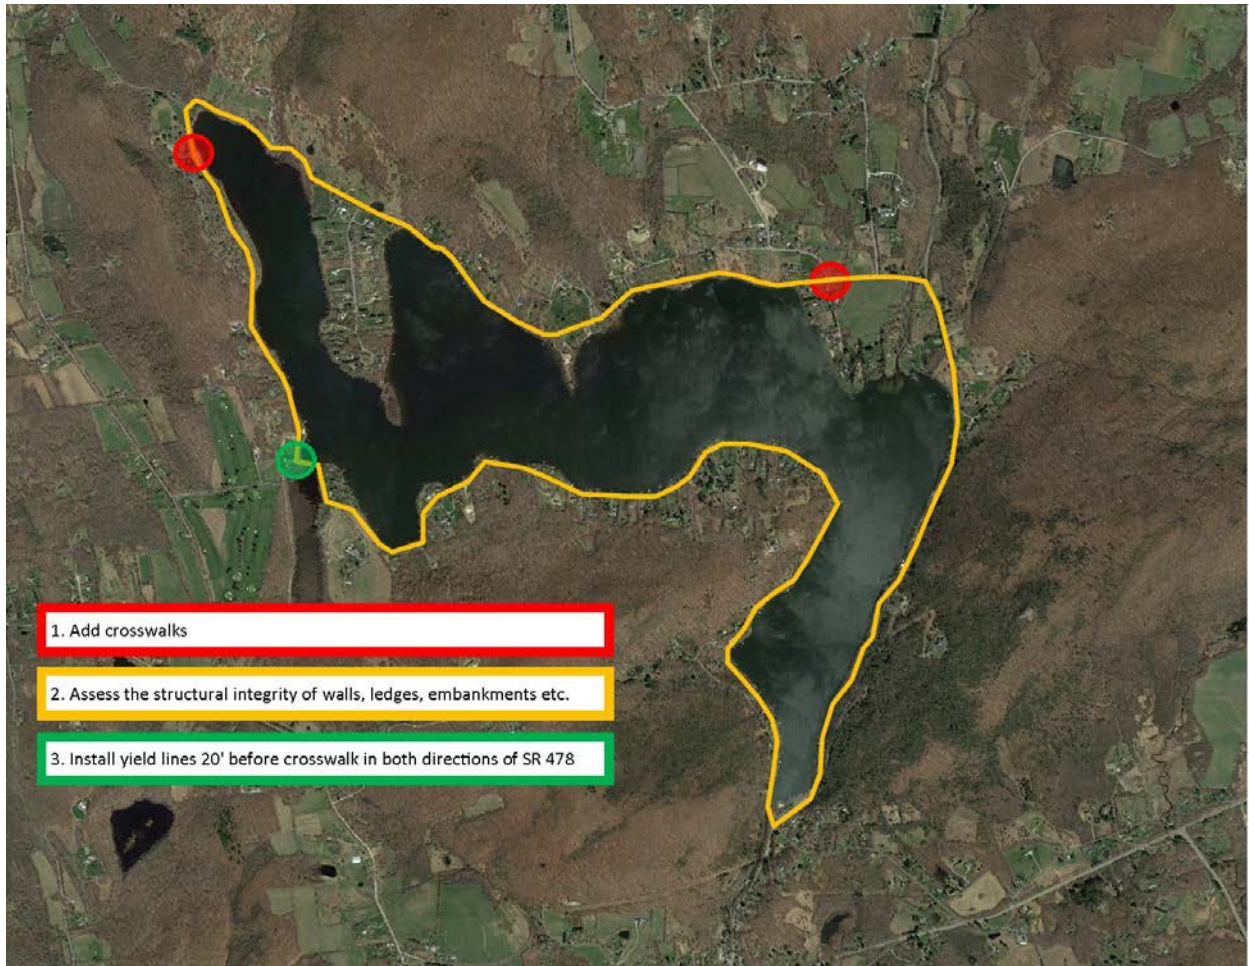 1. Add crosswalks
2. Assess the structural integrity of walls, ledges, embankments etc.
3. Install yield lines 20' before crosswalk in both directions of SR 478